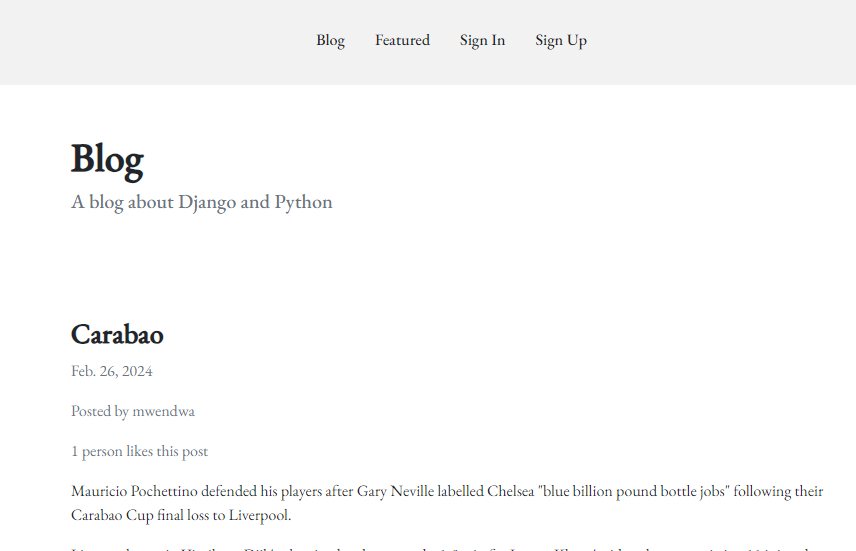 Blog Featured Sign In Sign Up
Blog
A blog about Django and Python
Carabao
Feb. 26, 2024
Posted by mwendwa
1 person likes this post
Mauricio Pochettino defended his players after Gary Neville labelled Chelsea "blue billion pound bottle jobs" following their
Carabao Cup final loss to Liverpool.